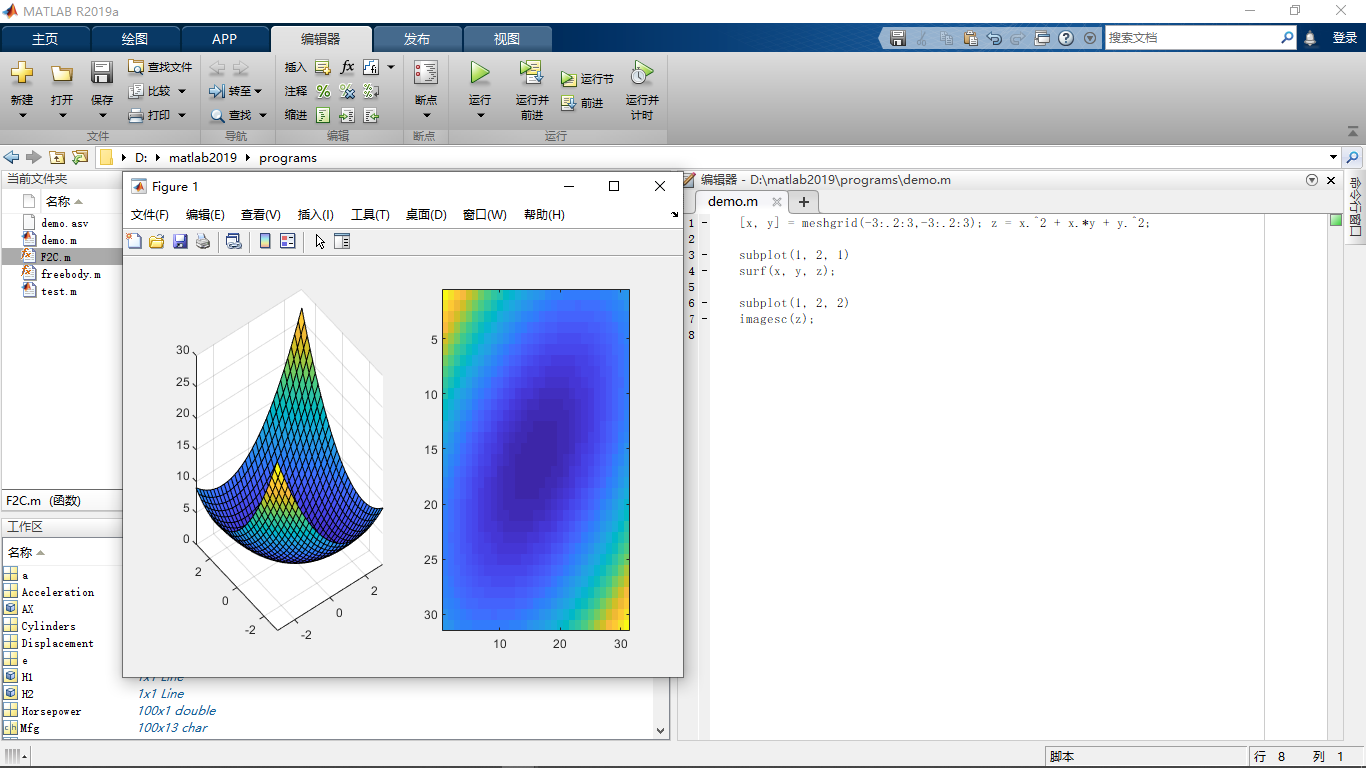 MATLAB R2019a
主页 绘图 APP 编辑器 发布 视图
搜索文档 登录
新建 打开 保存 查找文件 比较 打印
转至 查找
插入 fx 注释 缩进
断点
运行 运行并前进 运行节 前进 运行并计时
文件 导航 编辑 断点 运行
D: matlab2019 programs
当前文件夹
名称
demo.asv
demo.m
F2C.m
freebody.m
test.m
F2C.m (函数)
工作区
名称
a
Acceleration
AX
Cylinders
Displacement
e
H1 1x1 Line
H2 1x1 Line
Horsepower 100x1 double
Mfg 100x13 char
Figure 1
文件(F) 编辑(E) 查看(V) 插入(I) 工具(T) 桌面(D) 窗口(W) 帮助(H)
30
25
20
15
10
5
0
2
0
-2
-2
0
2
5
10
15
20
25
30
10 20 30
编辑器 - D:\matlab2019\programs\demo.m
demo.m
1 [x, y] = meshgrid(-3:.2:3,-3:.2:3); z = x.^2 + x.*y + y.^2;
2
3 subplot(1, 2, 1)
4 surf(x, y, z);
5
6 subplot(1, 2, 2)
7 imagesc(z);
8
命令行窗口
脚本 行 8 列 1